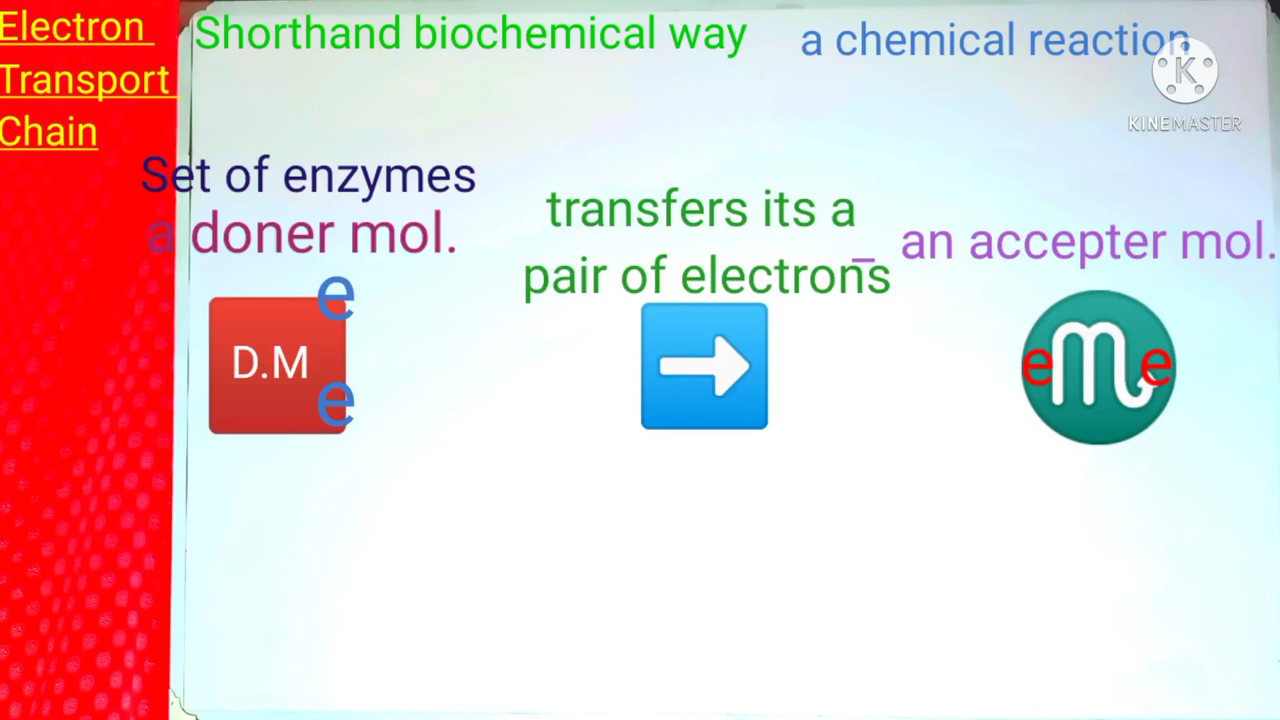 Electron
Transport
Chain
Shorthand biochemical way
a chemical reaction
K
KINEMASTER
Set of enzymes
a doner mol.
transfers its a
pair of electrons
_ an accepter mol.
e
D.M
e
e e